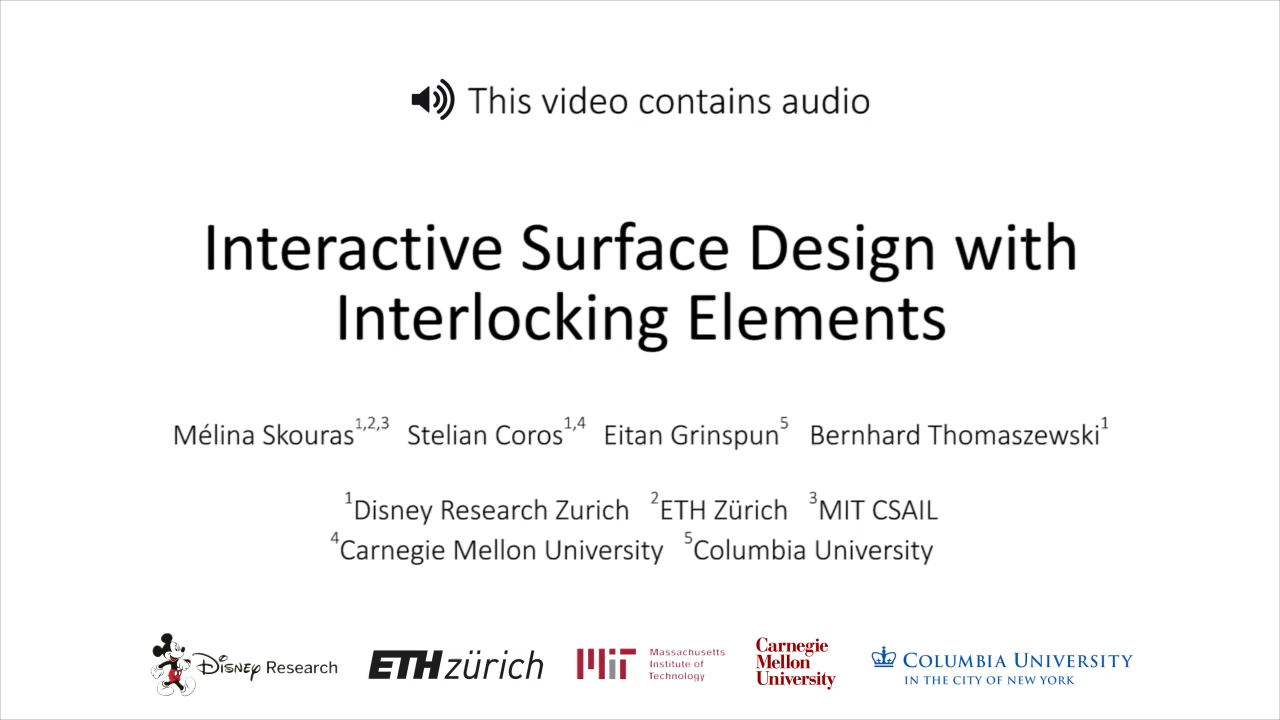 This video contains audio
Interactive Surface Design with
Interlocking Elements
Mélina Skouras1,2,3 Stelian Coros1,4 Eitan Grinspun5 Bernhard Thomaszewski1
1Disney Research Zurich 2ETH Zürich 3MIT CSAIL
4Carnegie Mellon University 5Columbia University
Disney Research
ETH zürich
MIT
Massachusetts
Institute of
Technology
Carnegie
Mellon
University
COLUMBIA UNIVERSITY
IN THE CITY OF NEW YORK